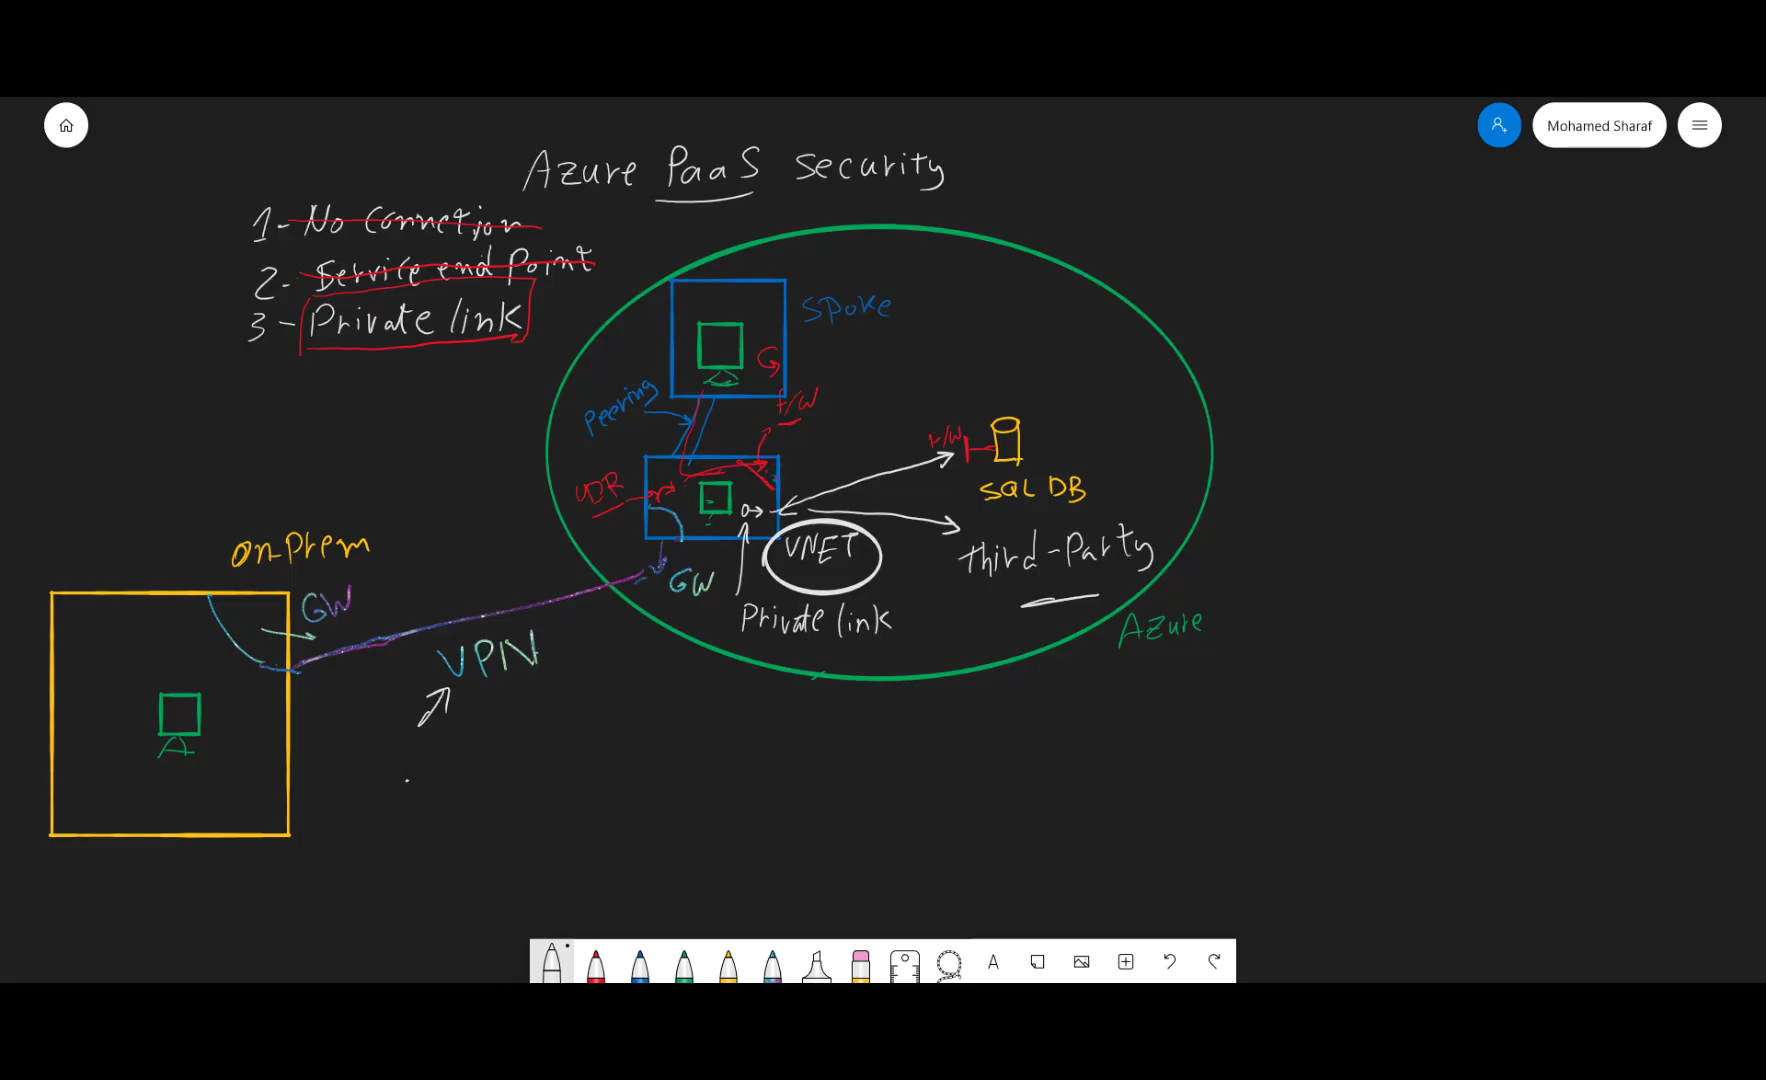 Mohamed Sharaf
Azure PaaS security
1- No Connetion
2- Service end Point
3- Private link
Spoke
Peering
F/W
F/W
UDR
SQL DB
on-Prem
VNET
third-Party
GW
GW
Private link
Azure
VPN
A